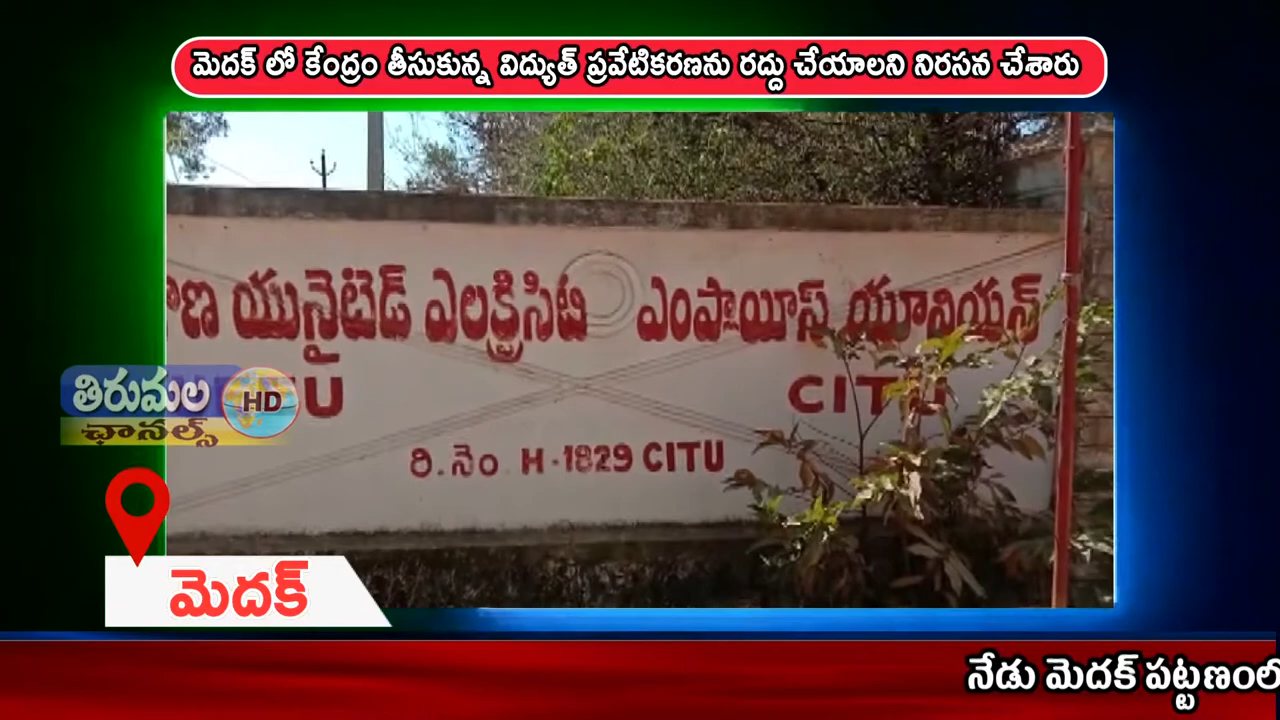 మెదక్ లో కేంద్రం తీసుకున్న విద్యుత్ ప్రవేటికరణను రద్దు చేయాలని నిరసన చేశారు
యునైటెడ్ ఎలక్ట్రిసిటి ఎంప్లాయీస్ యూనియన్
CITU
రి.నెం H-1829 CITU
తిరుమల HD
ఛానల్స్
మెదక్
నేడు మెదక్ పట్టణంలో